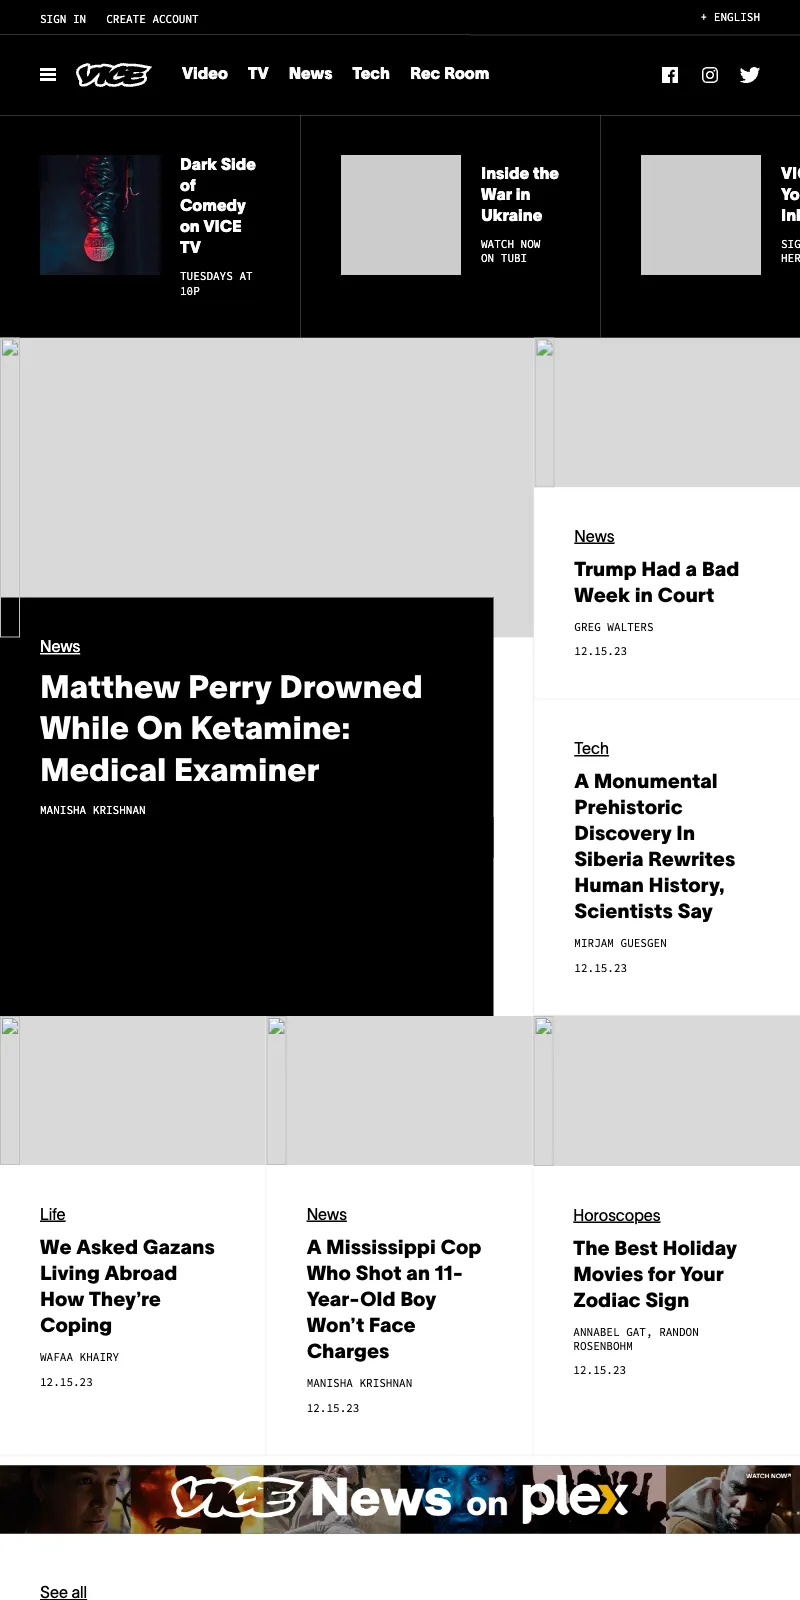 SIGN IN CREATE ACCOUNT + ENGLISH
VICE Video TV News Tech Rec Room
Dark Side
of
Comedy
on VICE
TV
TUESDAYS AT
10P
Inside the
War in
Ukraine
WATCH NOW
ON TUBI
VI
Yo
In
SIG
HER
News
Matthew Perry Drowned
While On Ketamine:
Medical Examiner
MANISHA KRISHNAN
News
Trump Had a Bad
Week in Court
GREG WALTERS
12.15.23
Tech
A Monumental
Prehistoric
Discovery In
Siberia Rewrites
Human History,
Scientists Say
MIRJAM GUESGEN
12.15.23
Life
We Asked Gazans
Living Abroad
How They’re
Coping
WAFAA KHAIRY
12.15.23
News
A Mississippi Cop
Who Shot an 11-
Year-Old Boy
Won’t Face
Charges
MANISHA KRISHNAN
12.15.23
Horoscopes
The Best Holiday
Movies for Your
Zodiac Sign
ANNABEL GAT, RANDON
ROSENBOHM
12.15.23
VICE News on plex WATCH NOW
See all